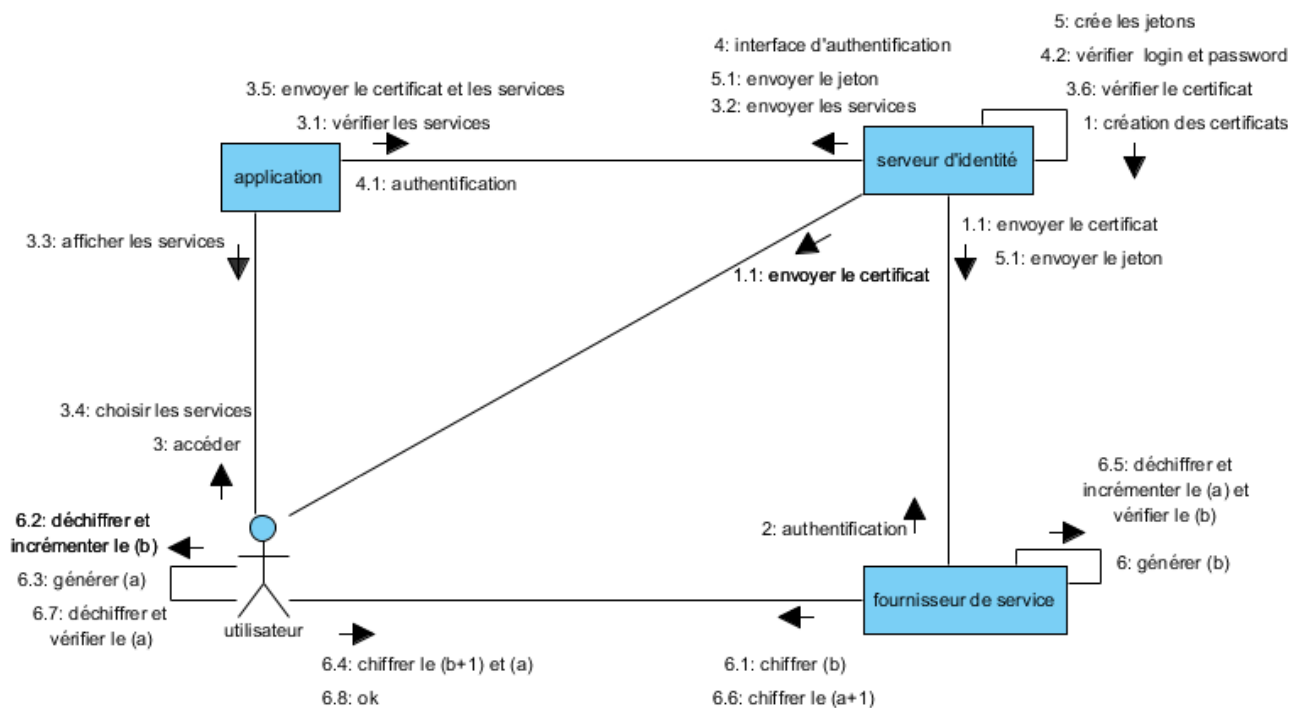 5: crée les jetons
4: interface d'authentification
4.2: vérifier login et password
5.1: envoyer le jeton
3.5: envoyer le certificat et les services
3.6: vérifier le certificat
3.2: envoyer les services
3.1: vérifier les services
1: création des certificats
application
serveur d'identité
4.1: authentification
3.3: afficher les services
1.1: envoyer le certificat
5.1: envoyer le jeton
1.1: envoyer le certificat
3.4: choisir les services
3: accéder
6.5: déchiffrer et
incrémenter le (a) et
vérifier le (b)
6.2: déchiffrer et
incrémenter le (b)
2: authentification
6.3: générer (a)
6: générer (b)
6.7: déchiffrer et
vérifier le (a)
utilisateur
fournisseur de service
6.4: chiffrer le (b+1) et (a)
6.8: ok
6.1: chiffrer (b)
6.6: chiffrer le (a+1)